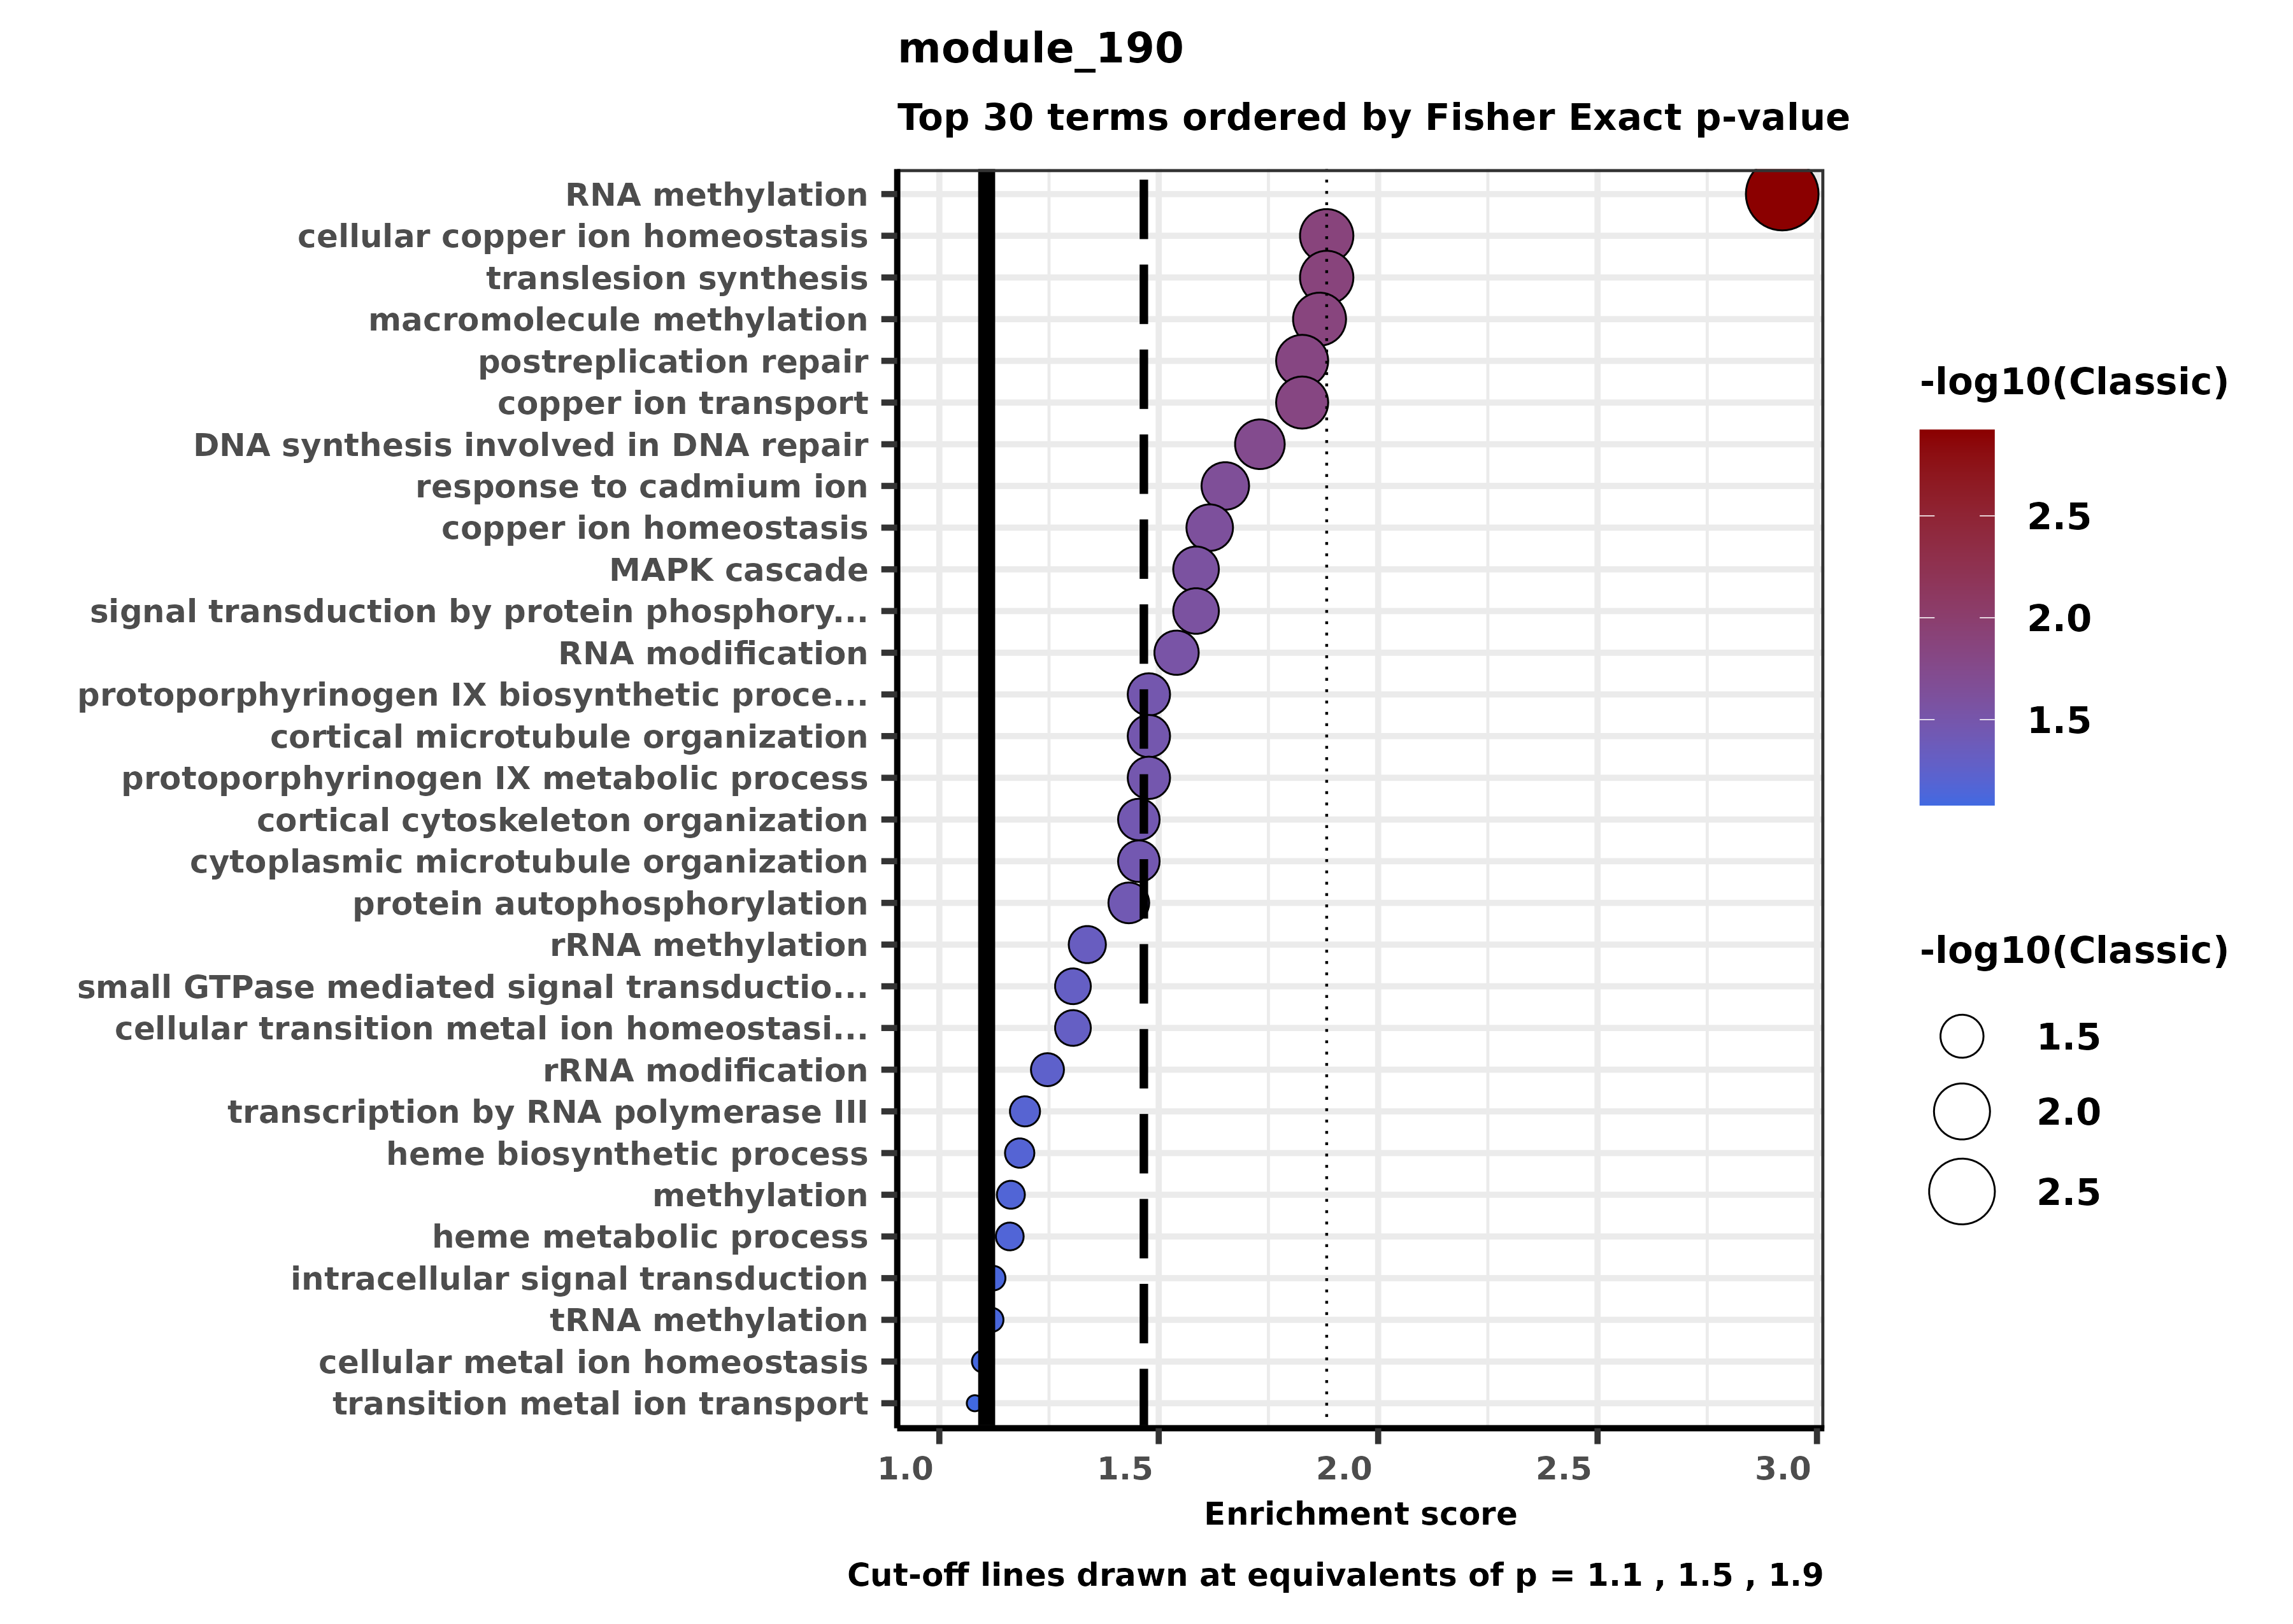 module_190
Top 30 terms ordered by Fisher Exact p-value
RNA methylation
cellular copper ion homeostasis
translesion synthesis
macromolecule methylation
postreplication repair
copper ion transport
DNA synthesis involved in DNA repair
response to cadmium ion
copper ion homeostasis
MAPK cascade
signal transduction by protein phosphory...
RNA modification
protoporphyrinogen IX biosynthetic proce...
cortical microtubule organization
protoporphyrinogen IX metabolic process
cortical cytoskeleton organization
cytoplasmic microtubule organization
protein autophosphorylation
rRNA methylation
small GTPase mediated signal transductio...
cellular transition metal ion homeostasi...
rRNA modification
transcription by RNA polymerase III
heme biosynthetic process
methylation
heme metabolic process
intracellular signal transduction
tRNA methylation
cellular metal ion homeostasis
transition metal ion transport
1.0 1.5 2.0 2.5 3.0
Enrichment score
Cut-off lines drawn at equivalents of p = 1.1 , 1.5 , 1.9
-log10(Classic)
2.5
2.0
1.5
-log10(Classic)
1.5
2.0
2.5